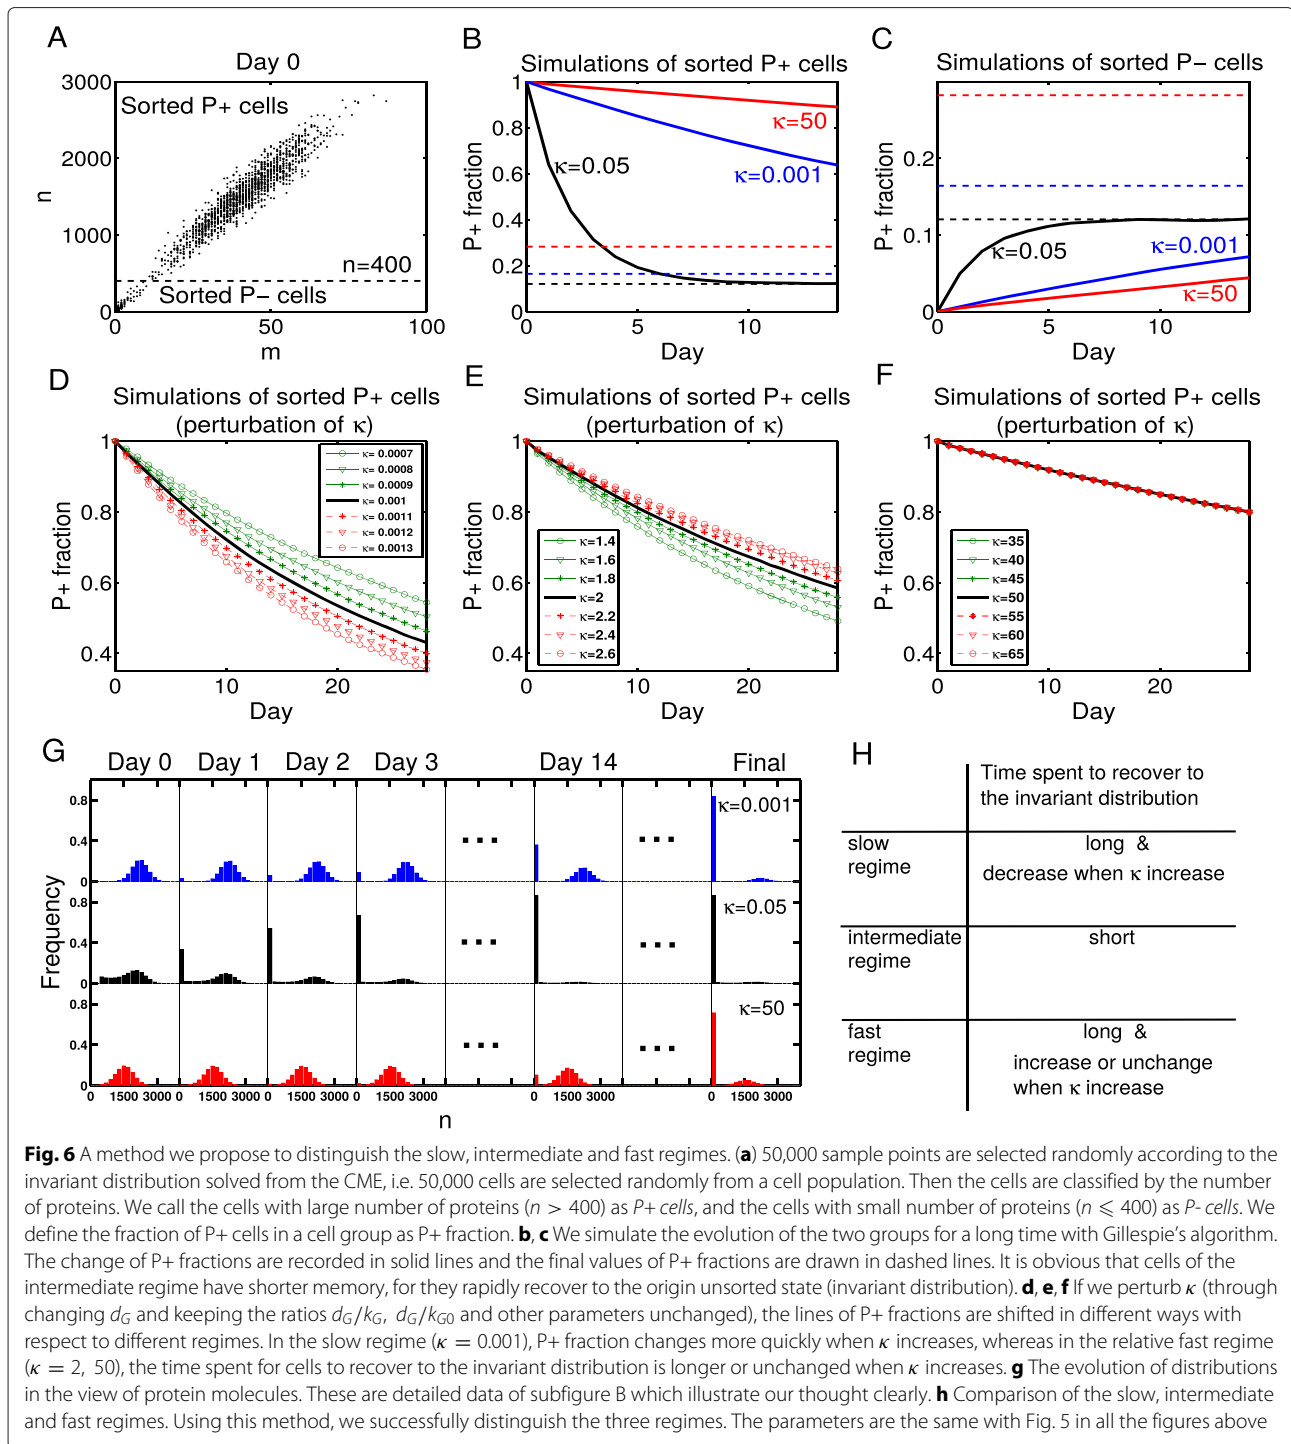 A
Day 0
3000
2000
1000
0
n
Sorted P+ cells
n=400
Sorted P− cells
0
50
100
m
B
Simulations of sorted P+ cells
1
0.8
0.6
0.4
0.2
0
P+ fraction
κ=50
κ=0.05
κ=0.001
0
5
10
Day
C
Simulations of sorted P− cells
0.2
0.1
0
P+ fraction
κ=0.05
κ=0.001
κ=50
0
5
10
Day
D
Simulations of sorted P+ cells
(perturbation of κ)
1
0.8
0.6
0.4
P+ fraction
κ= 0.0007
κ= 0.0008
κ= 0.0009
κ= 0.001
κ= 0.0011
κ= 0.0012
κ= 0.0013
0
10
20
Day
E
Simulations of sorted P+ cells
(perturbation of κ)
1
0.8
0.6
0.4
P+ fraction
κ=1.4
κ=1.6
κ=1.8
κ=2
κ=2.2
κ=2.4
κ=2.6
0
10
20
Day
F
Simulations of sorted P+ cells
(perturbation of κ)
1
0.8
0.6
0.4
P+ fraction
κ=35
κ=40
κ=45
κ=50
κ=55
κ=60
κ=65
0
10
20
Day
G
Day 0 Day 1 Day 2 Day 3 Day 14 Final
0.8
0.4
0
κ=0.001
0.8
0.4
0
κ=0.05
0.8
0.4
0
κ=50
Frequency
0 1500 3000 0 1500 3000 0 1500 3000 0 1500 3000 0 1500 3000 0 1500 3000
n
H
Time spent to recover to
the invariant distribution
slow
regime
long &
decrease when κ increase
intermediate
regime
short
fast
regime
long &
increase or unchange
when κ increase
Fig. 6 A method we propose to distinguish the slow, intermediate and fast regimes. (a) 50,000 sample points are selected randomly according to the
invariant distribution solved from the CME, i.e. 50,000 cells are selected randomly from a cell population. Then the cells are classified by the number
of proteins. We call the cells with large number of proteins (n > 400) as P+ cells, and the cells with small number of proteins (n ⩽ 400) as P- cells. We
define the fraction of P+ cells in a cell group as P+ fraction. b, c We simulate the evolution of the two groups for a long time with Gillespie's algorithm.
The change of P+ fractions are recorded in solid lines and the final values of P+ fractions are drawn in dashed lines. It is obvious that cells of the
intermediate regime have shorter memory, for they rapidly recover to the origin unsorted state (invariant distribution). d, e, f If we perturb κ (through
changing d_G and keeping the ratios d_G/k_G, d_G/k_G0 and other parameters unchanged), the lines of P+ fractions are shifted in different ways with
respect to different regimes. In the slow regime (κ = 0.001), P+ fraction changes more quickly when κ increases, whereas in the relative fast regime
(κ = 2, 50), the time spent for cells to recover to the invariant distribution is longer or unchanged when κ increases. g The evolution of distributions
in the view of protein molecules. These are detailed data of subfigure B which illustrate our thought clearly. h Comparison of the slow, intermediate
and fast regimes. Using this method, we successfully distinguish the three regimes. The parameters are the same with Fig. 5 in all the figures above